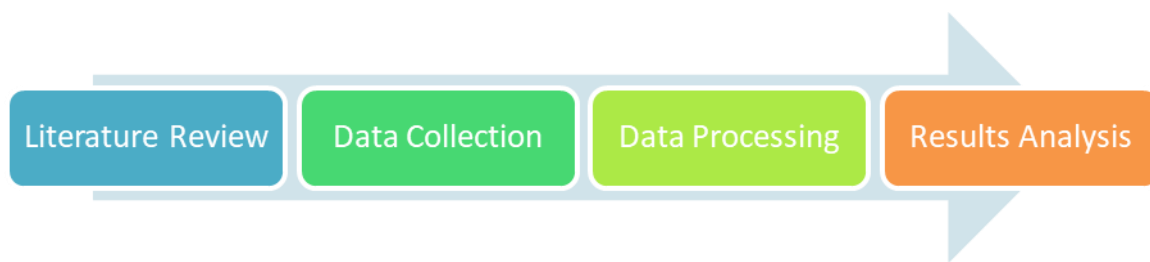 Literature Review
Data Collection
Data Processing
Results Analysis